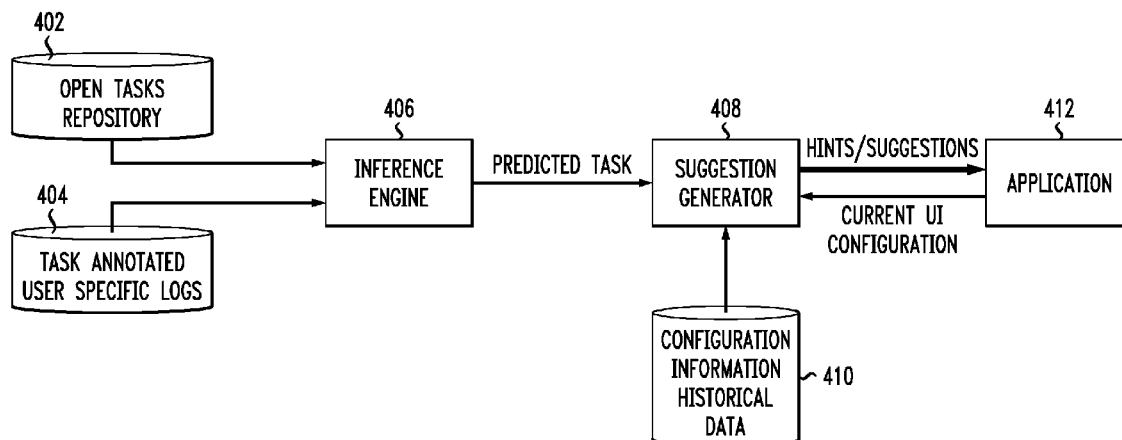 402
OPEN TASKS
REPOSITORY
404
TASK ANNOTATED
USER SPECIFIC LOGS
406
INFERENCE
ENGINE
PREDICTED TASK
408
SUGGESTION
GENERATOR
HINTS/SUGGESTIONS
CURRENT UI
CONFIGURATION
412
APPLICATION
CONFIGURATION
INFORMATION
HISTORICAL
DATA
410